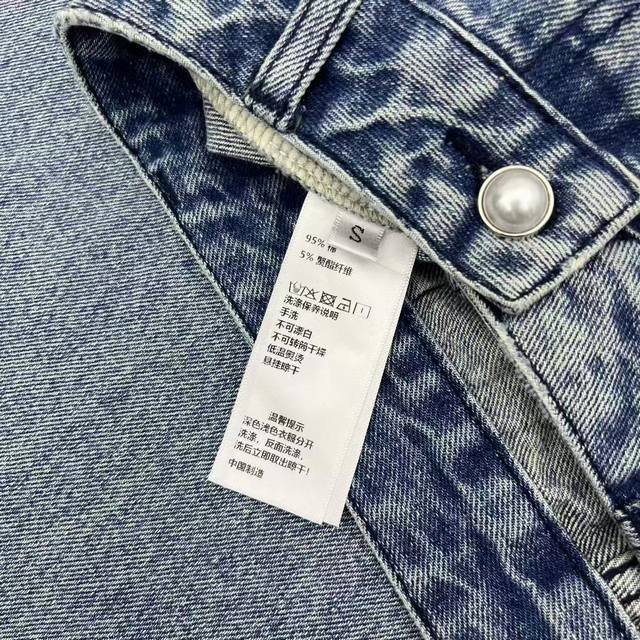 S
95% 棉
5% 聚酯纤维
洗涤保养说明
手洗
不可漂白
不可转筒干燥
低温熨烫
悬挂晾干
温馨提示
深色浅色衣服分开
洗涤，反面洗涤，
洗后立即取出晾干！
中国制造